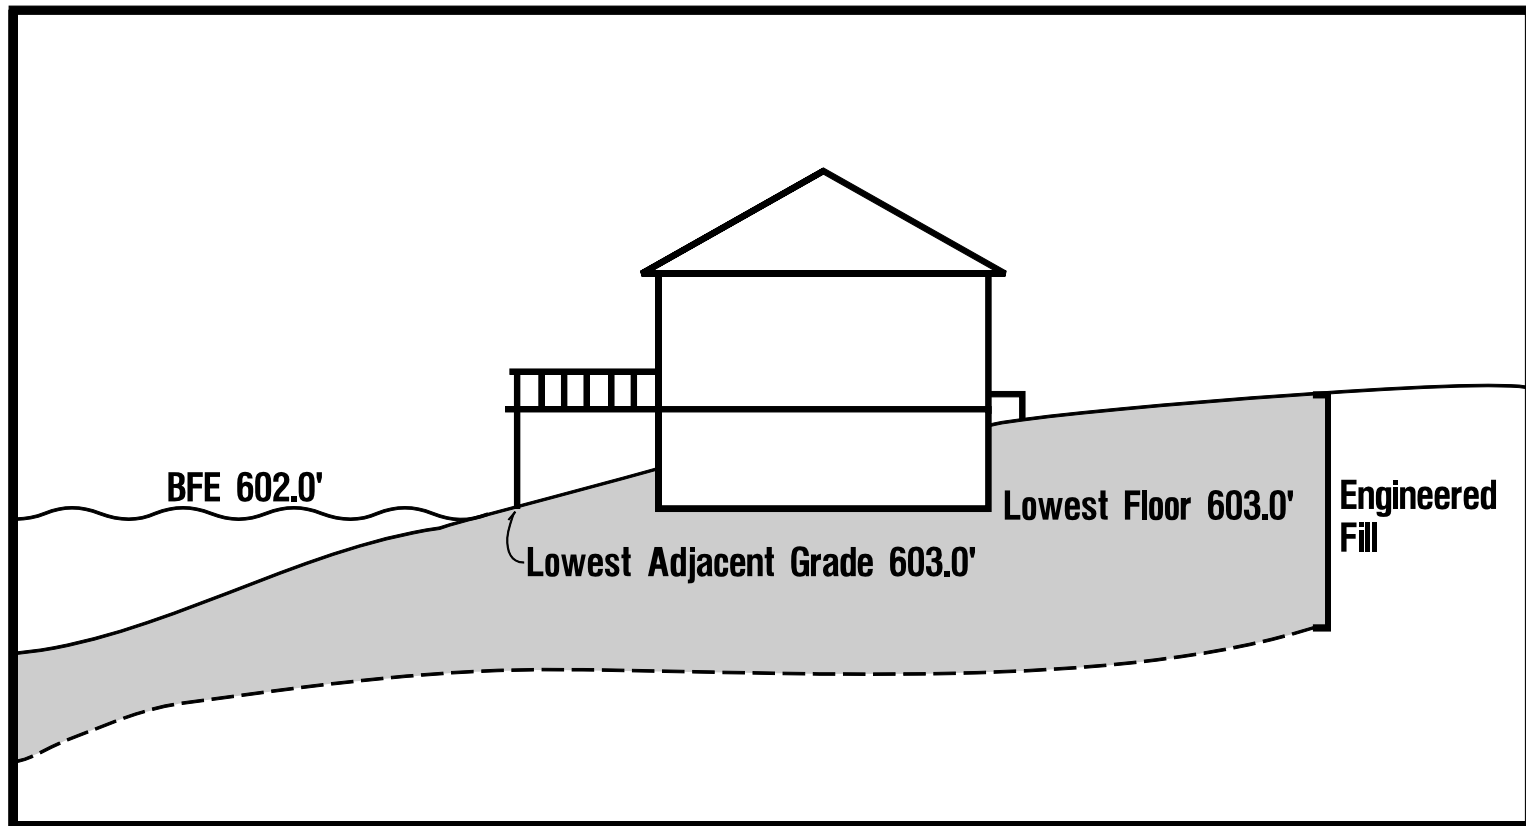 BFE 602.0'
Lowest Floor 603.0'
Engineered
Fill
Lowest Adjacent Grade 603.0'